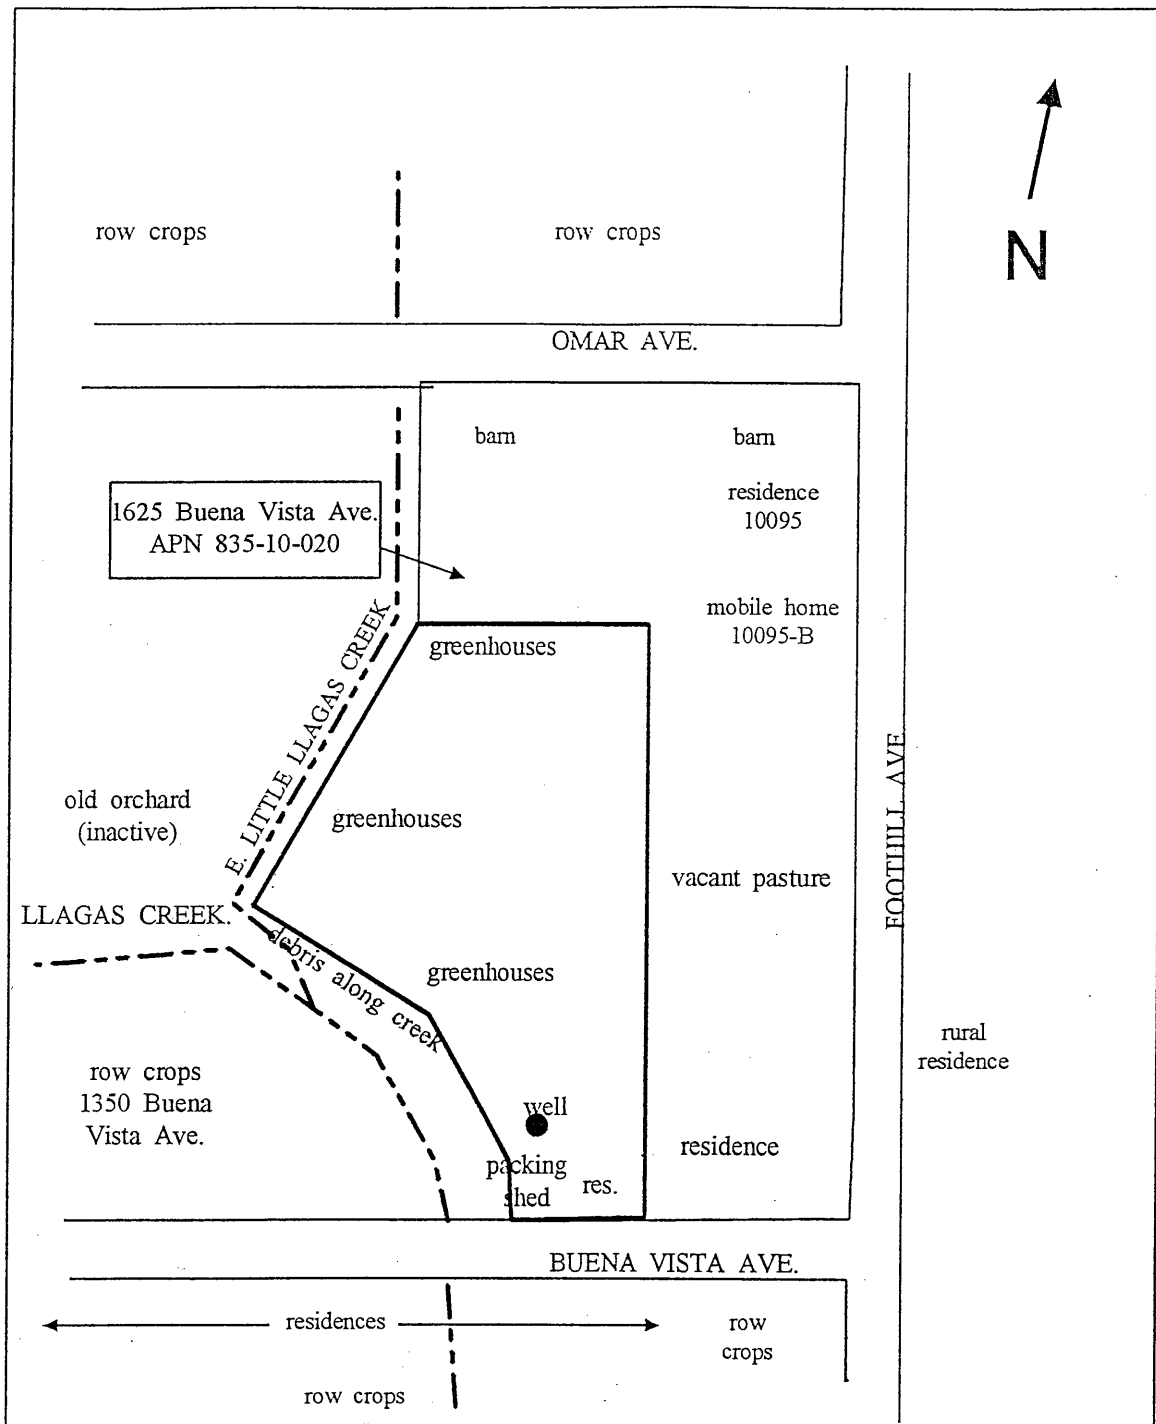 N
row crops
row crops
OMAR AVE.
barn
barn
residence
10095
1625 Buena Vista Ave.
APN 835-10-020
mobile home
10095-B
greenhouses
E. LITTLE LLAGAS CREEK
old orchard
(inactive)
greenhouses
FOOTHILL AVE
vacant pasture
LLAGAS CREEK.
debris along creek
greenhouses
rural
residence
row crops
1350 Buena
Vista Ave.
well
packing
shed
res.
residence
BUENA VISTA AVE.
residences
row
crops
row crops